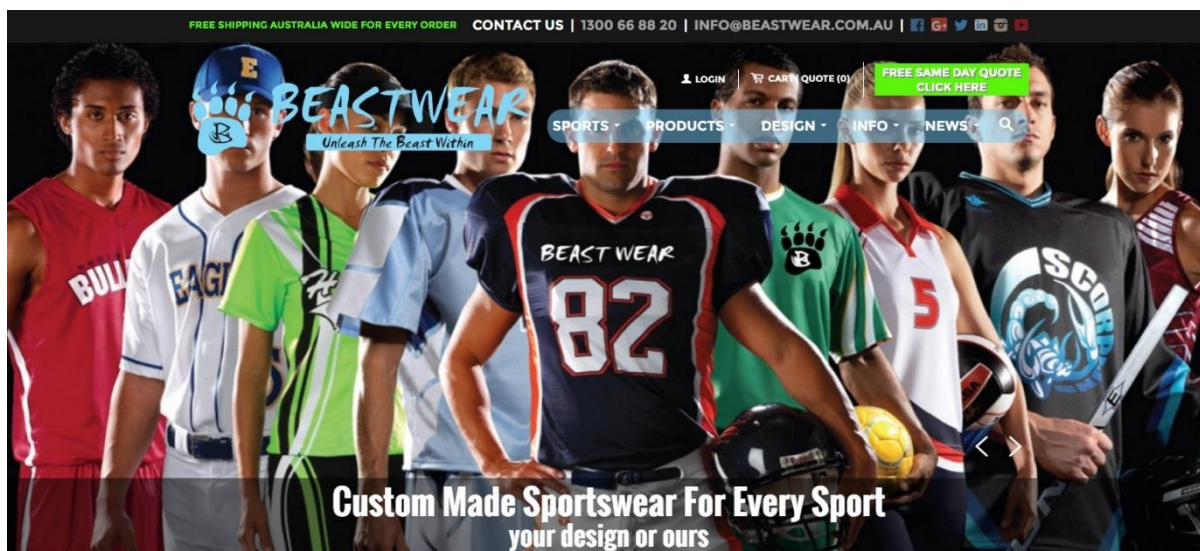 FREE SHIPPING AUSTRALIA WIDE FOR EVERY ORDER CONTACT US | 1300 66 88 20 | INFO@BEASTWEAR.COM.AU |
LOGIN CART / QUOTE (0) FREE SAME DAY QUOTE
CLICK HERE
BEASTWEAR
Unleash The Beast Within
SPORTS PRODUCTS DESIGN INFO NEWS
E
B
BULL
EAG
BEAST WEAR
82
B
5
SCOR
Custom Made Sportswear For Every Sport
your design or ours